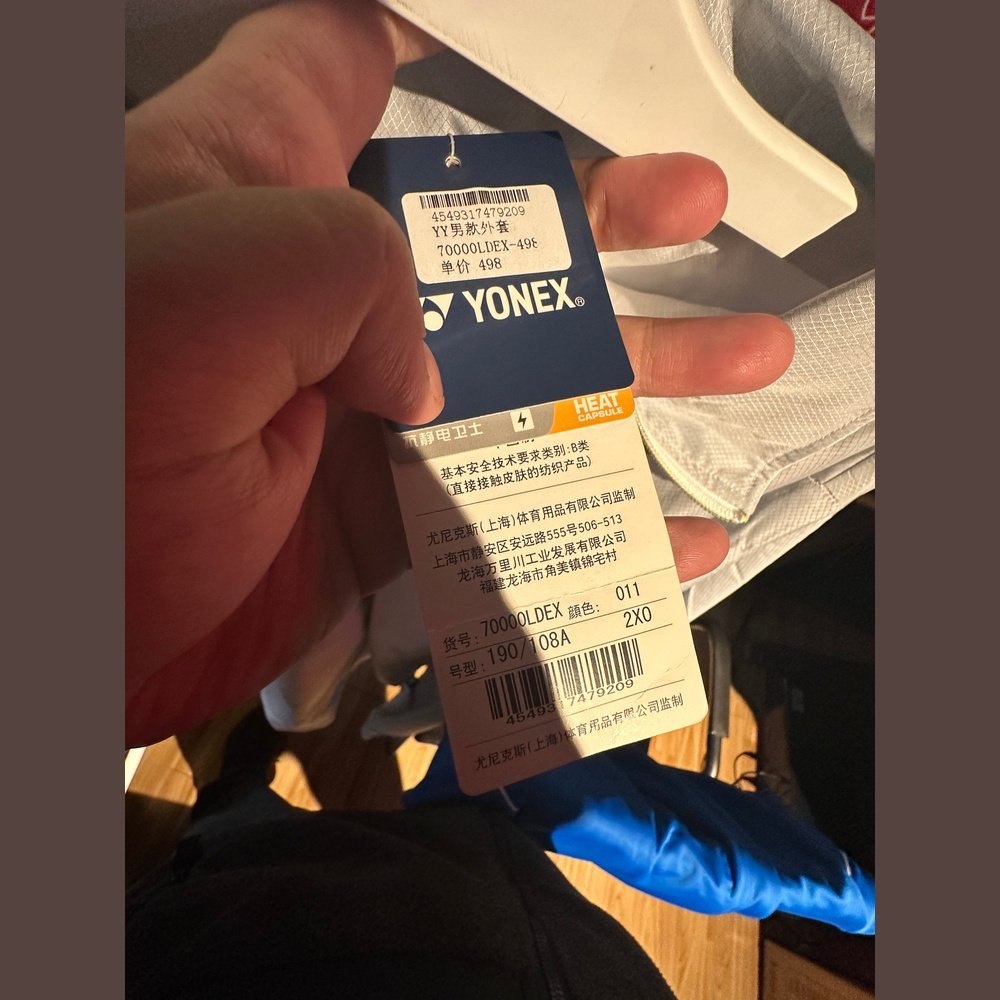 4549317479209
YY男款外套
70000LDEX-498
单价 498
YONEX®
静电卫士
HEAT
CAPSULE
基本安全技术要求类别:B类
(直接接触皮肤的纺织产品)
尤尼克斯(上海)体育用品有限公司监制
上海市静安区安远路555号506-513
龙海万里川工业发展有限公司
福建龙海市角美镇锦宅村
货号: 70000LDEX 顔色: 011
号型: 190/108A 2XO
4549317479209
尤尼克斯(上海)体育用品有限公司监制